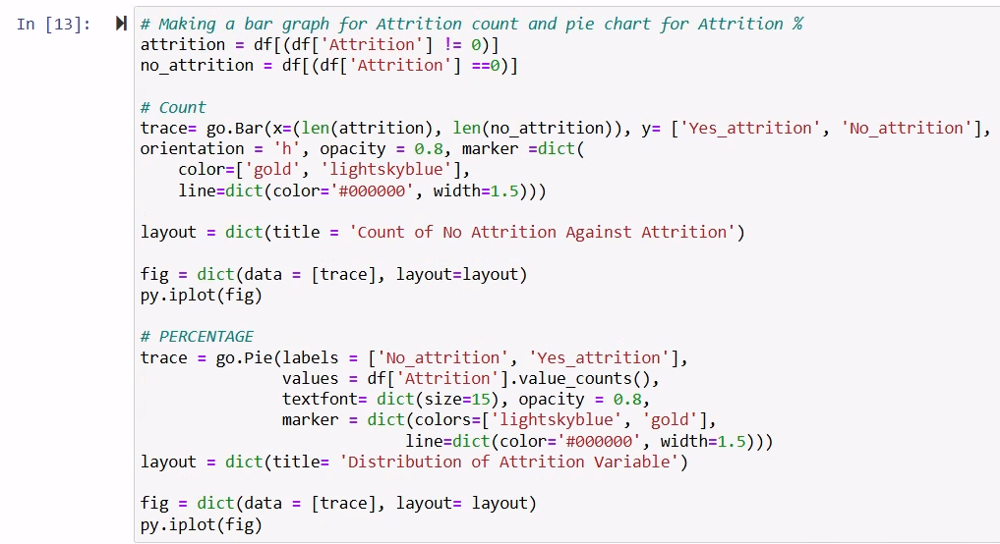 In [13]:
# Making a bar graph for Attrition count and pie chart for Attrition %
attrition = df[(df['Attrition'] != 0)]
no_attrition = df[(df['Attrition'] ==0)]
# Count
trace= go.Bar(x=(len(attrition), len(no_attrition)), y= ['Yes_attrition', 'No_attrition'],
orientation = 'h', opacity = 0.8, marker =dict(
    color=['gold', 'lightskyblue'],
    line=dict(color='#000000', width=1.5)))
layout = dict(title = 'Count of No Attrition Against Attrition')
fig = dict(data = [trace], layout=layout)
py.iplot(fig)
# PERCENTAGE
trace = go.Pie(labels = ['No_attrition', 'Yes_attrition'],
               values = df['Attrition'].value_counts(),
               textfont= dict(size=15), opacity = 0.8,
               marker = dict(colors=['lightskyblue', 'gold'],
                            line=dict(color='#000000', width=1.5)))
layout = dict(title= 'Distribution of Attrition Variable')
fig = dict(data = [trace], layout= layout)
py.iplot(fig)